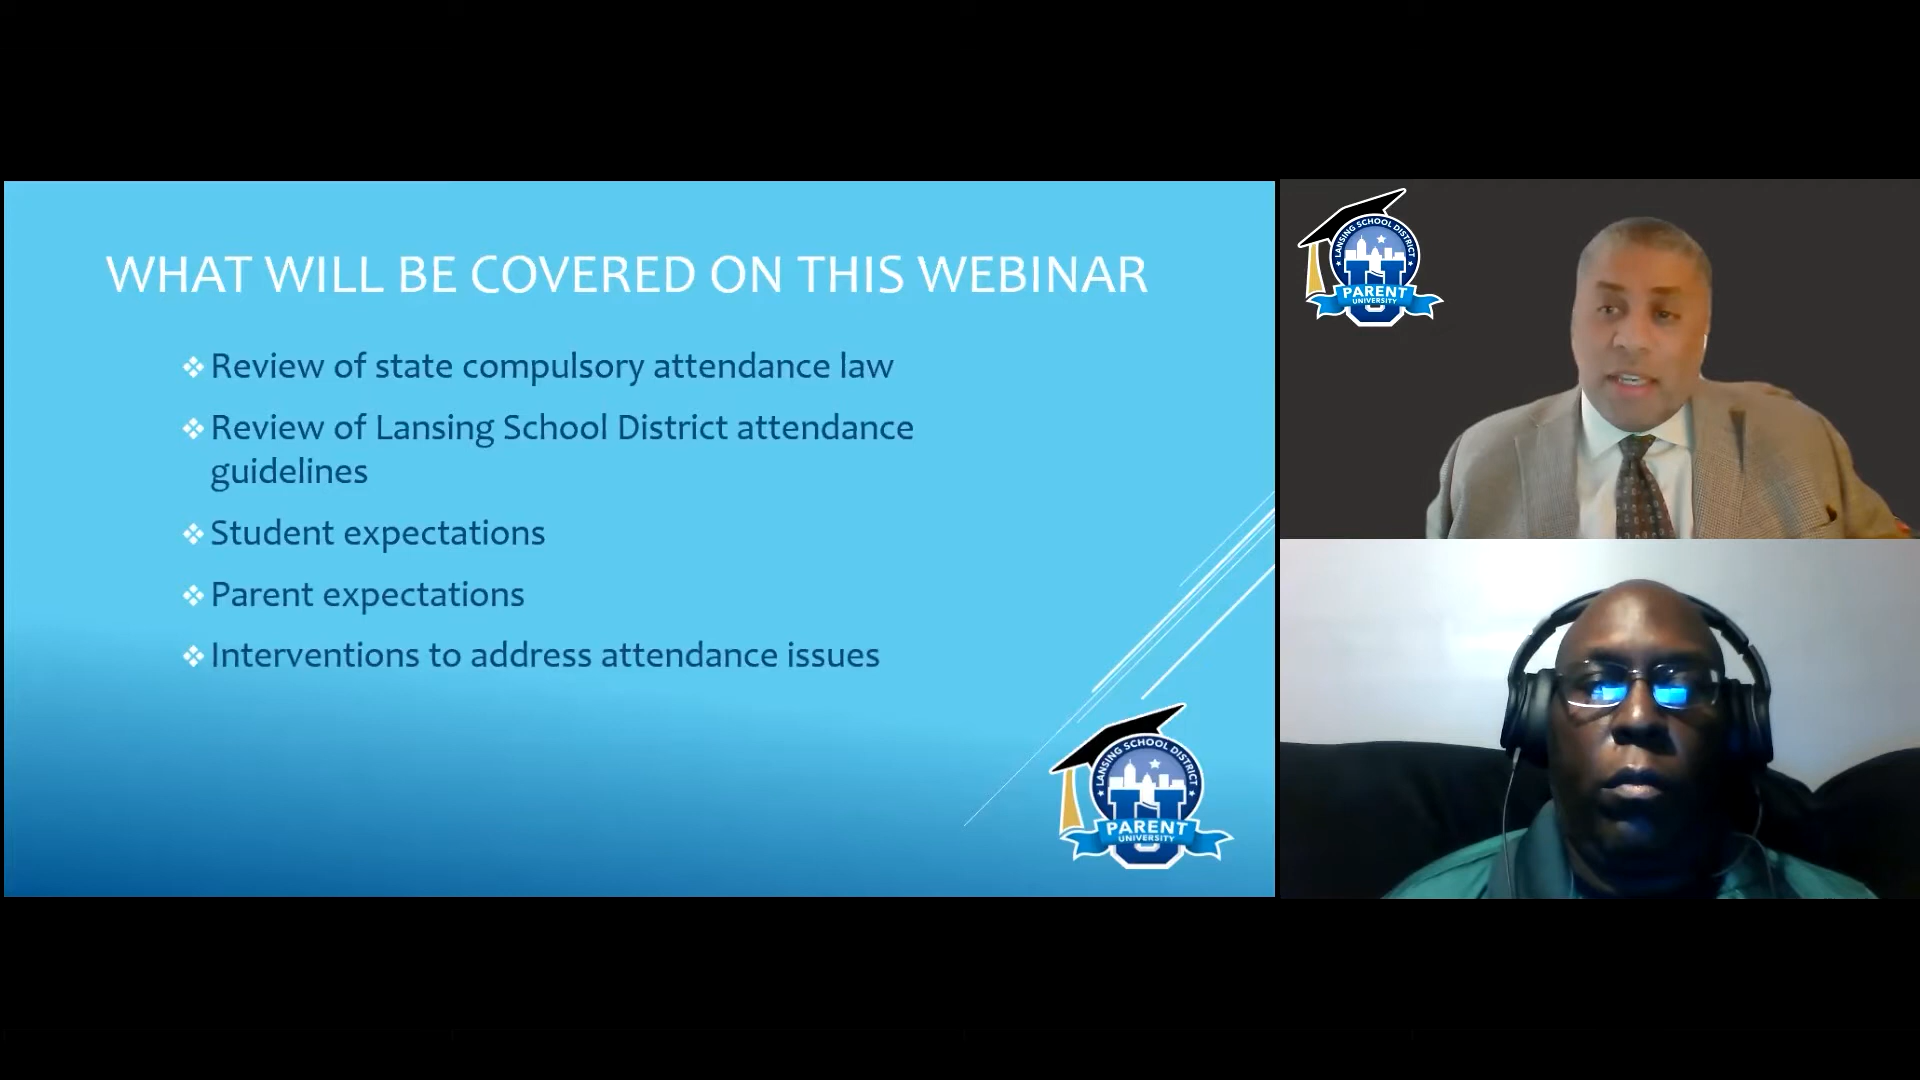 WHAT WILL BE COVERED ON THIS WEBINAR
❖ Review of state compulsory attendance law
❖ Review of Lansing School District attendance
guidelines
❖ Student expectations
❖ Parent expectations
❖ Interventions to address attendance issues
LANSING SCHOOL DISTRICT
U
PARENT
UNIVERSITY
LANSING SCHOOL DISTRICT
U
PARENT
UNIVERSITY